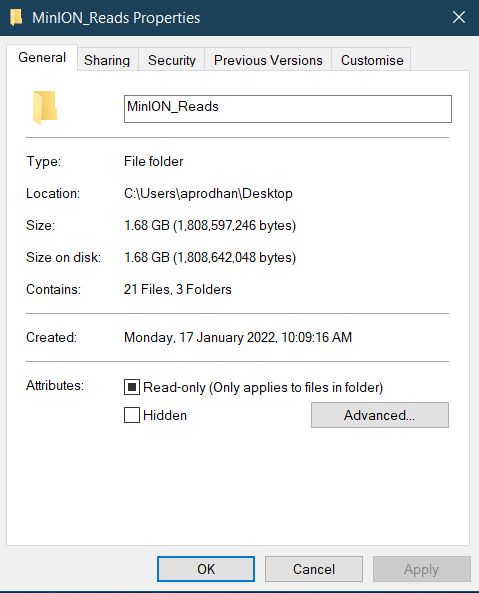 MinION_Reads Properties
General Sharing Security Previous Versions Customise
MinION_Reads
Type: File folder
Location: C:\Users\aprodhan\Desktop
Size: 1.68 GB (1,808,597,246 bytes)
Size on disk: 1.68 GB (1,808,642,048 bytes)
Contains: 21 Files, 3 Folders
Created: Monday, 17 January 2022, 10:09:16 AM
Attributes: Read-only (Only applies to files in folder)
Hidden Advanced...
OK Cancel Apply